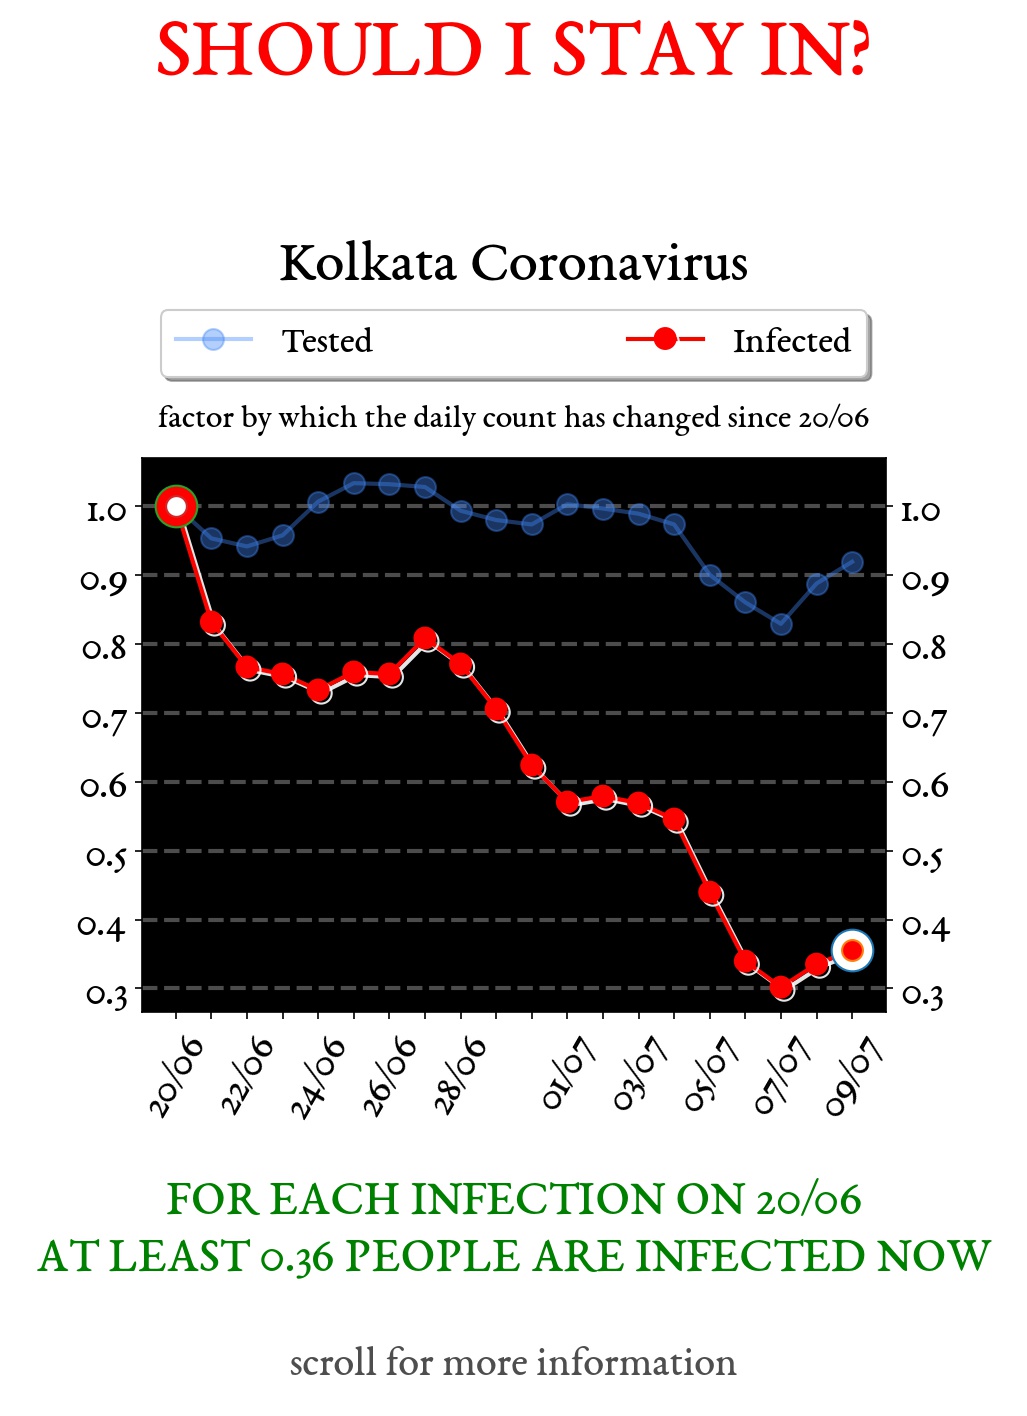 SHOULD I STAY IN?
Kolkata Coronavirus
Tested Infected
factor by which the daily count has changed since 20/06
1.0 1.0
0.9 0.9
0.8 0.8
0.7 0.7
0.6 0.6
0.5 0.5
0.4 0.4
0.3 0.3
20/06 22/06 24/06 26/06 28/06 01/07 03/07 05/07 07/07 09/07
FOR EACH INFECTION ON 20/06
AT LEAST 0.36 PEOPLE ARE INFECTED NOW
scroll for more information